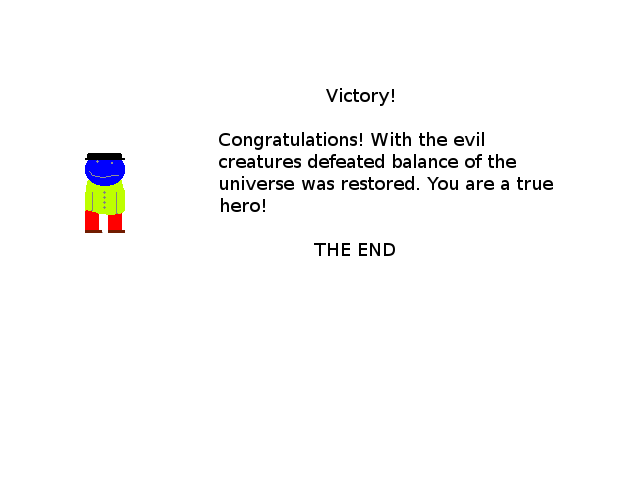 Victory!
Congratulations! With the evil
creatures defeated balance of the
universe was restored. You are a true
hero!
THE END